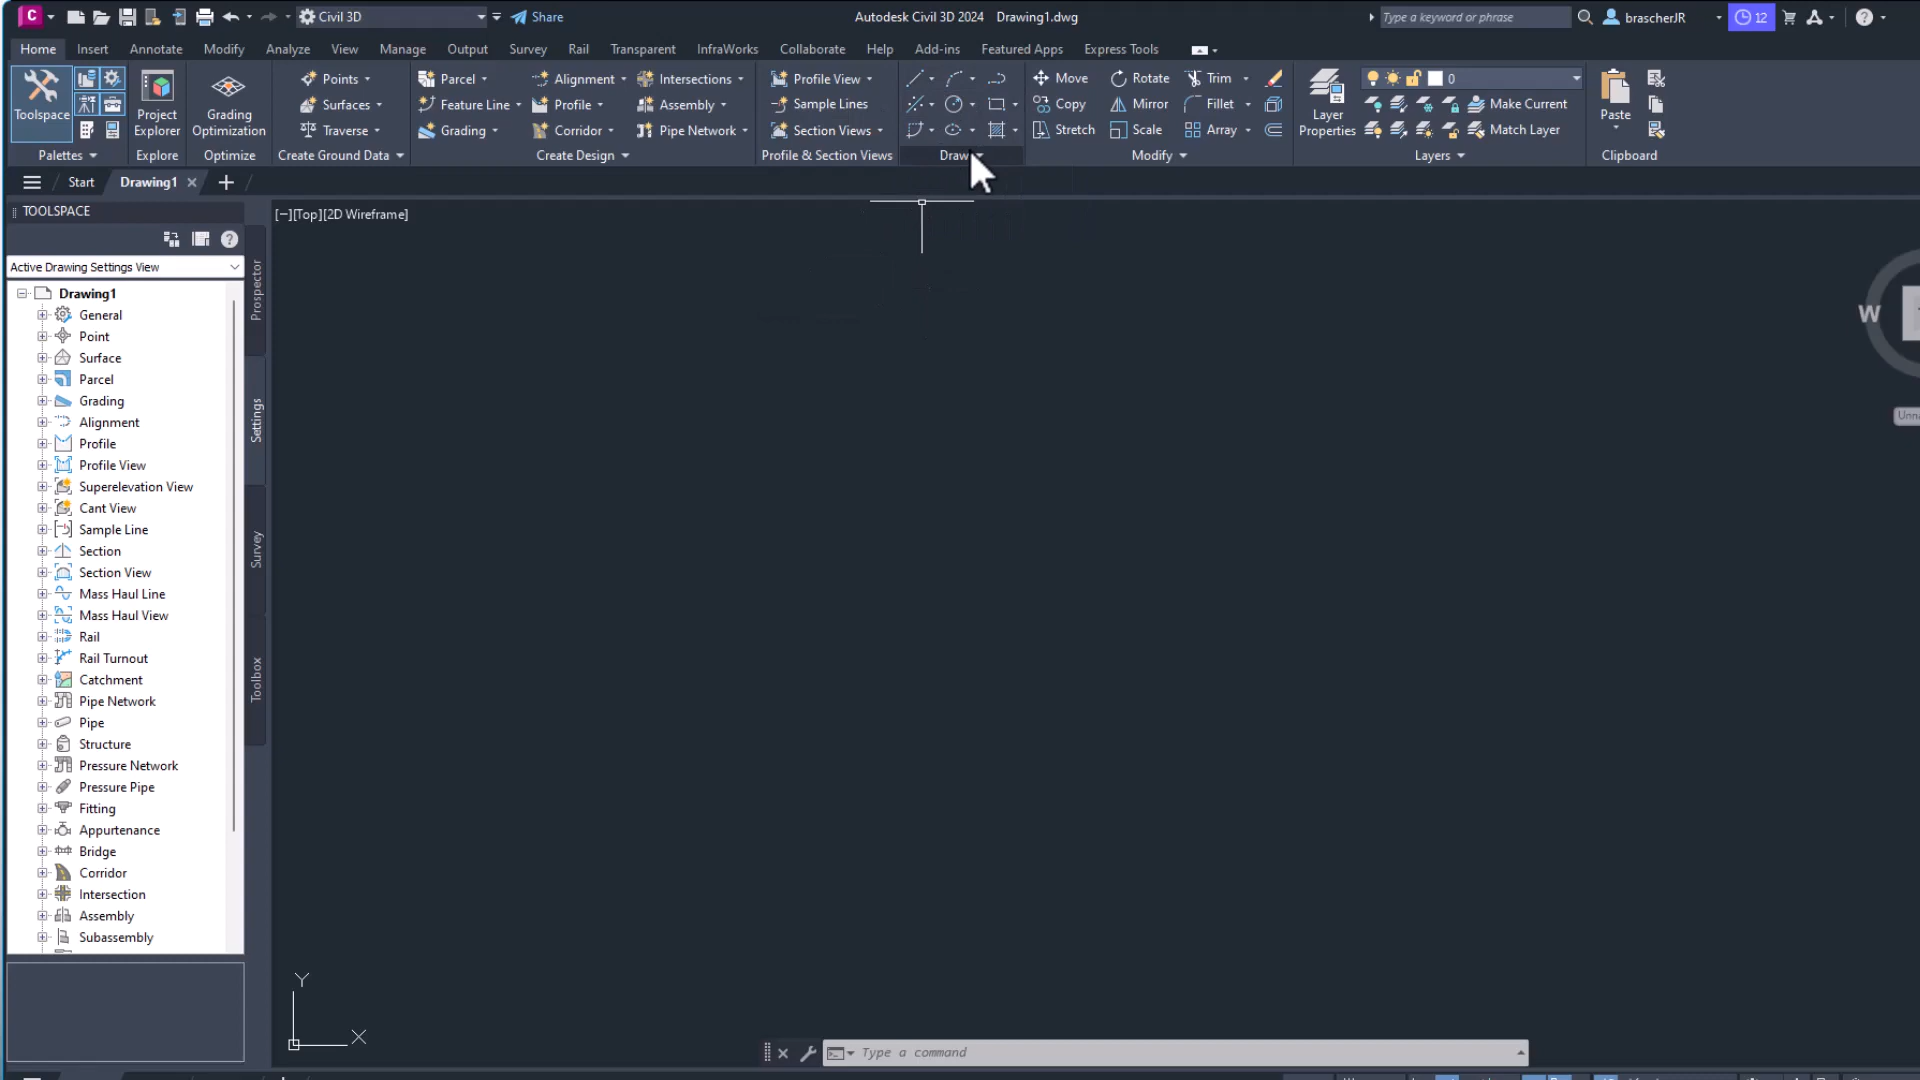 C Civil 3D Share Autodesk Civil 3D 2024 Drawing1.dwg Type a keyword or phrase brascherJR 12
Home Insert Annotate Modify Analyze View Manage Output Survey Rail Transparent InfraWorks Collaborate Help Add-ins Featured Apps Express Tools
Points Parcel Alignment Intersections Profile View Move Rotate Trim 0
Surfaces Feature Line Profile Assembly Sample Lines Copy Mirror Fillet Make Current
Toolspace Project Explorer Grading Optimization Layer Properties Paste
Traverse Grading Corridor Pipe Network Section Views Stretch Scale Array Match Layer
Palettes Explore Optimize Create Ground Data Create Design Profile & Section Views Draw Modify Layers Clipboard
Start Drawing1
TOOLSPACE
[−][Top][2D Wireframe]
Active Drawing Settings View
Drawing1
General
Point
Surface
Parcel
Grading
Alignment
Profile
Profile View
Superelevation View
Cant View
Sample Line
Section
Section View
Mass Haul Line
Mass Haul View
Rail
Rail Turnout
Catchment
Pipe Network
Pipe
Structure
Pressure Network
Pressure Pipe
Fitting
Appurtenance
Bridge
Corridor
Intersection
Assembly
Subassembly
Prospector
Settings
Survey
Toolbox
W
Y
X
Type a command